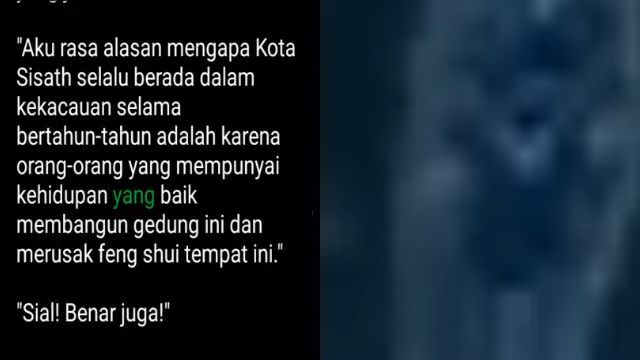 "Aku rasa alasan mengapa Kota
Sisath selalu berada dalam
kekacauan selama
bertahun-tahun adalah karena
orang-orang yang mempunyai
kehidupan yang baik
membangun gedung ini dan
merusak feng shui tempat ini."
"Sial! Benar juga!"